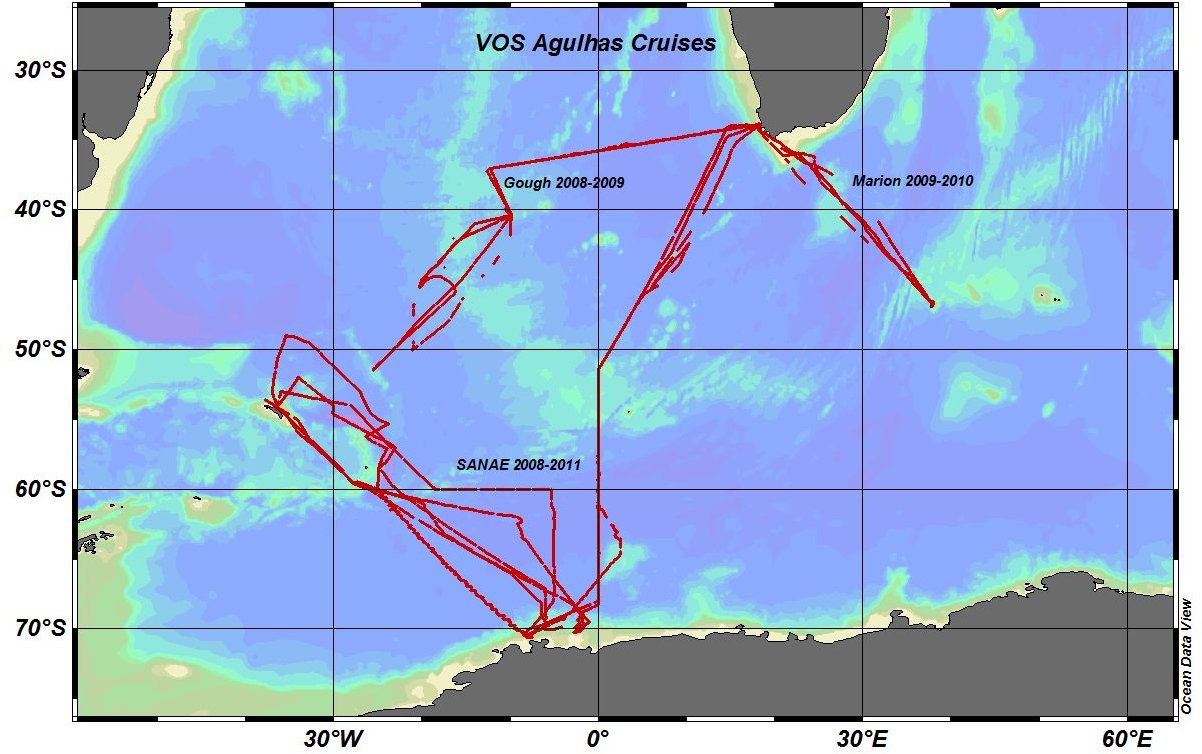 VOS Agulhas Cruises
30°S
Gough 2008-2009
Marion 2009-2010
40°S
50°S
SANAE 2008-2011
60°S
70°S
Ocean Data View
30°W
0°
30°E
60°E